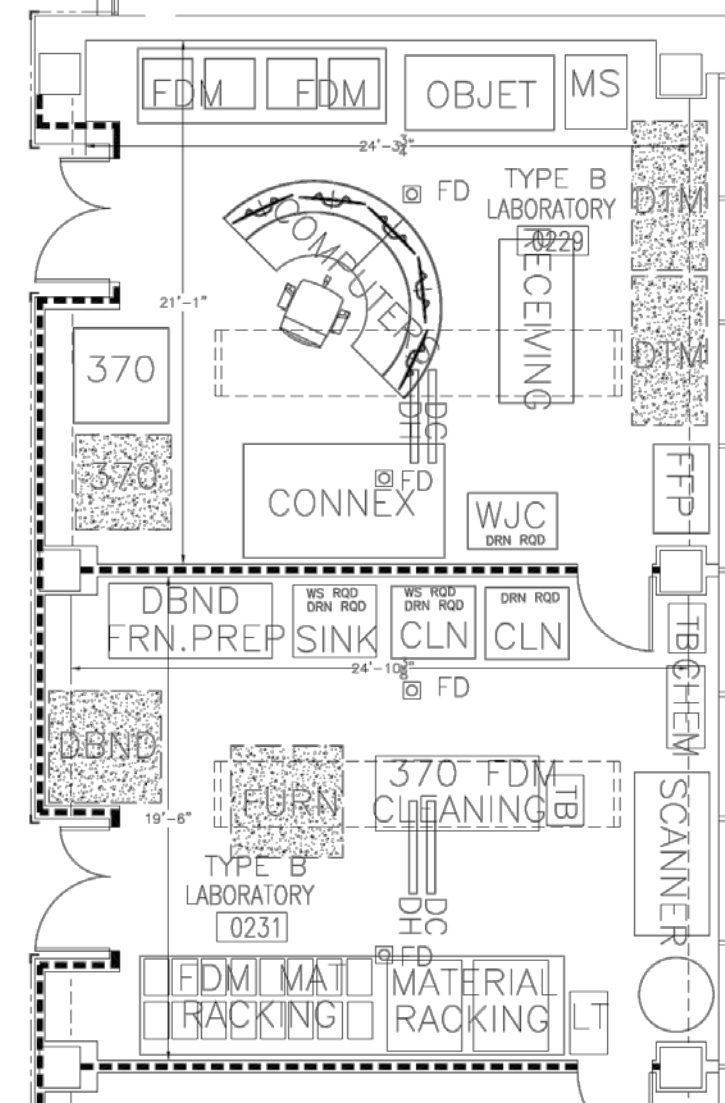 FDM FDM
OBJET
MS
24'-3¾"
FD
TYPE B
LABORATORY
0229
DTM
COMPUTER
RECEIVING
21'-1"
DTM
370
DH
DC
370
FD
CONNEX
WJC
DRN RQD
FFP
DBND
FRN.PREP
WS RQD
DRN RQD
SINK
WS RQD
DRN RQD
CLN
DRN RQD
CLN
24'-10⅜"
FD
TB
CHEM
DBND
370 FDM
CLEANING
TB
FURN
SCANNER
19'-6"
TYPE B
LABORATORY
0231
DH
DC
FD
FDM MAT
RACKING
MATERIAL
RACKING
LT